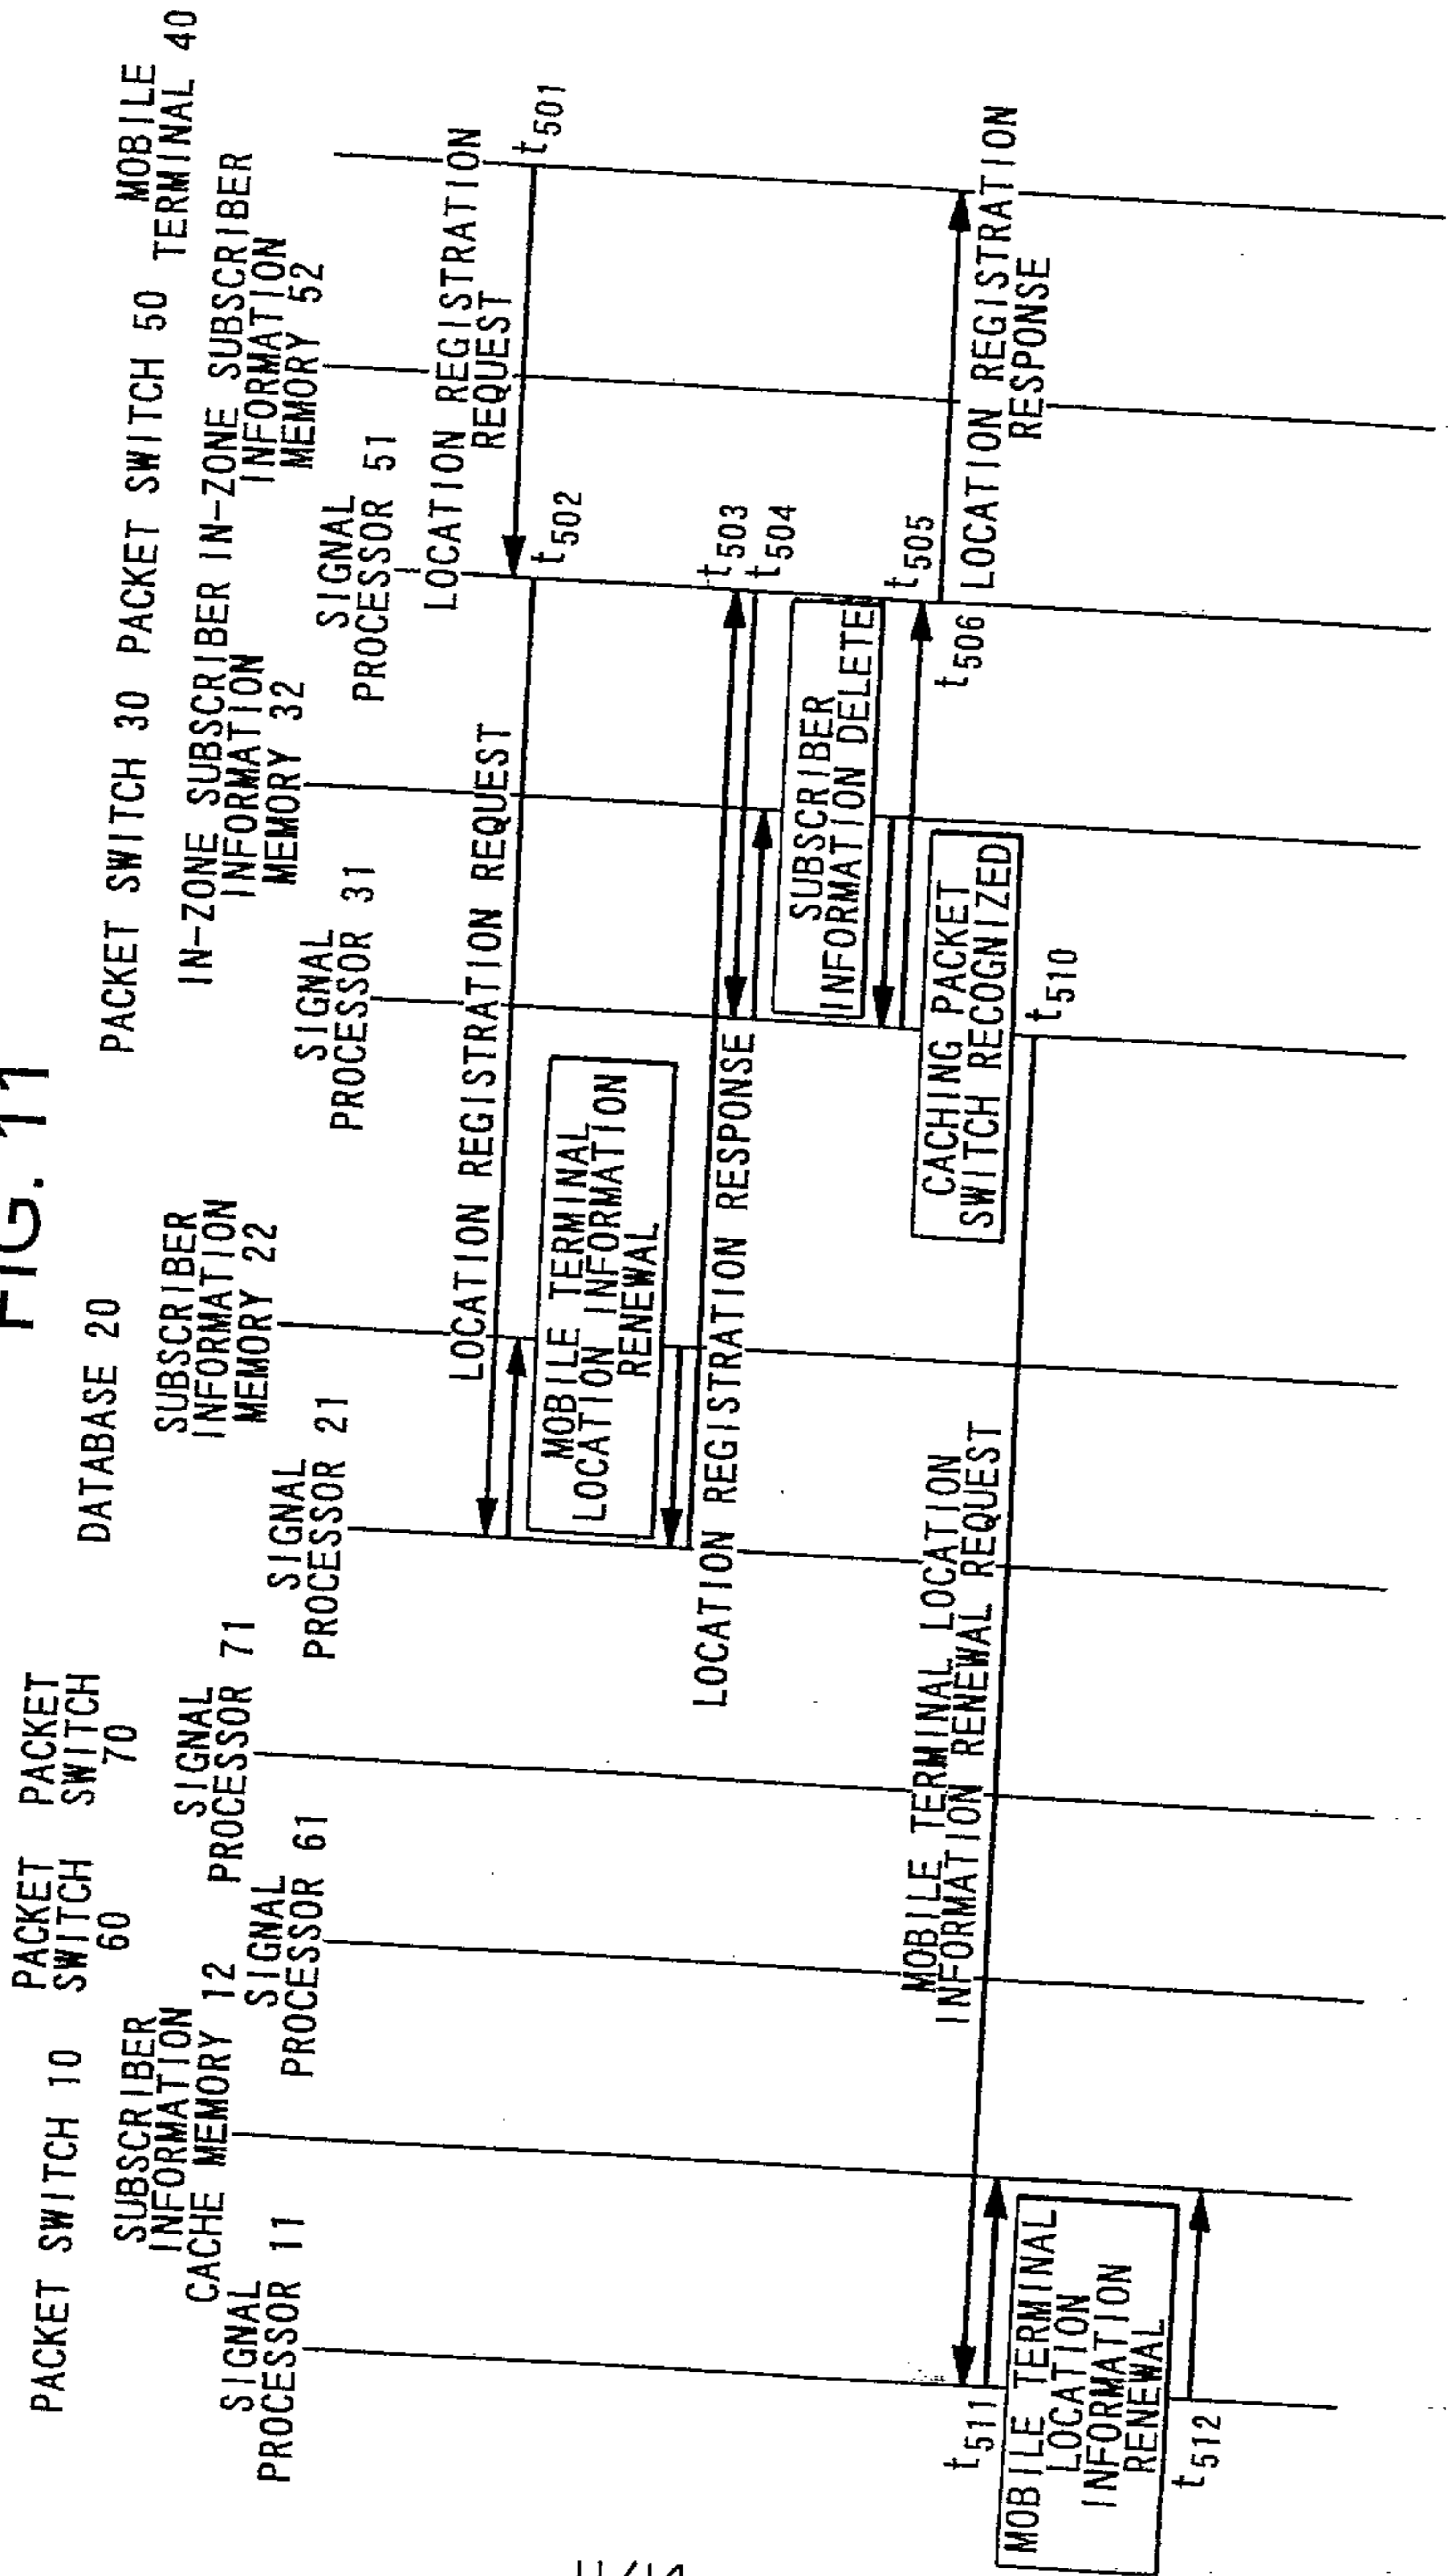 FIG. 11
PACKET SWITCH 10
PACKET
SWITCH
60
PACKET
SWITCH
70
DATABASE 20
PACKET SWITCH 30
PACKET SWITCH 50
MOBILE
TERMINAL 40
SUBSCRIBER
INFORMATION
CACHE MEMORY 12
SIGNAL
PROCESSOR 11
SIGNAL
PROCESSOR 61
SIGNAL
PROCESSOR 71
SIGNAL
PROCESSOR 21
SUBSCRIBER
INFORMATION
MEMORY 22
SIGNAL
PROCESSOR 31
IN-ZONE SUBSCRIBER
INFORMATION
MEMORY 32
SIGNAL
PROCESSOR 51
IN-ZONE SUBSCRIBER
INFORMATION
MEMORY 52
LOCATION REGISTRATION
REQUEST
t501
t502
LOCATION REGISTRATION REQUEST
MOBILE TERMINAL
LOCATION INFORMATION
RENEWAL
LOCATION REGISTRATION RESPONSE
t503
t504
SUBSCRIBER
INFORMATION DELETE
t505
t506
LOCATION REGISTRATION
RESPONSE
CACHING PACKET
SWITCH RECOGNIZED
t510
MOBILE TERMINAL LOCATION
INFORMATION RENEWAL REQUEST
t511
MOBILE TERMINAL
LOCATION
INFORMATION
RENEWAL
t512